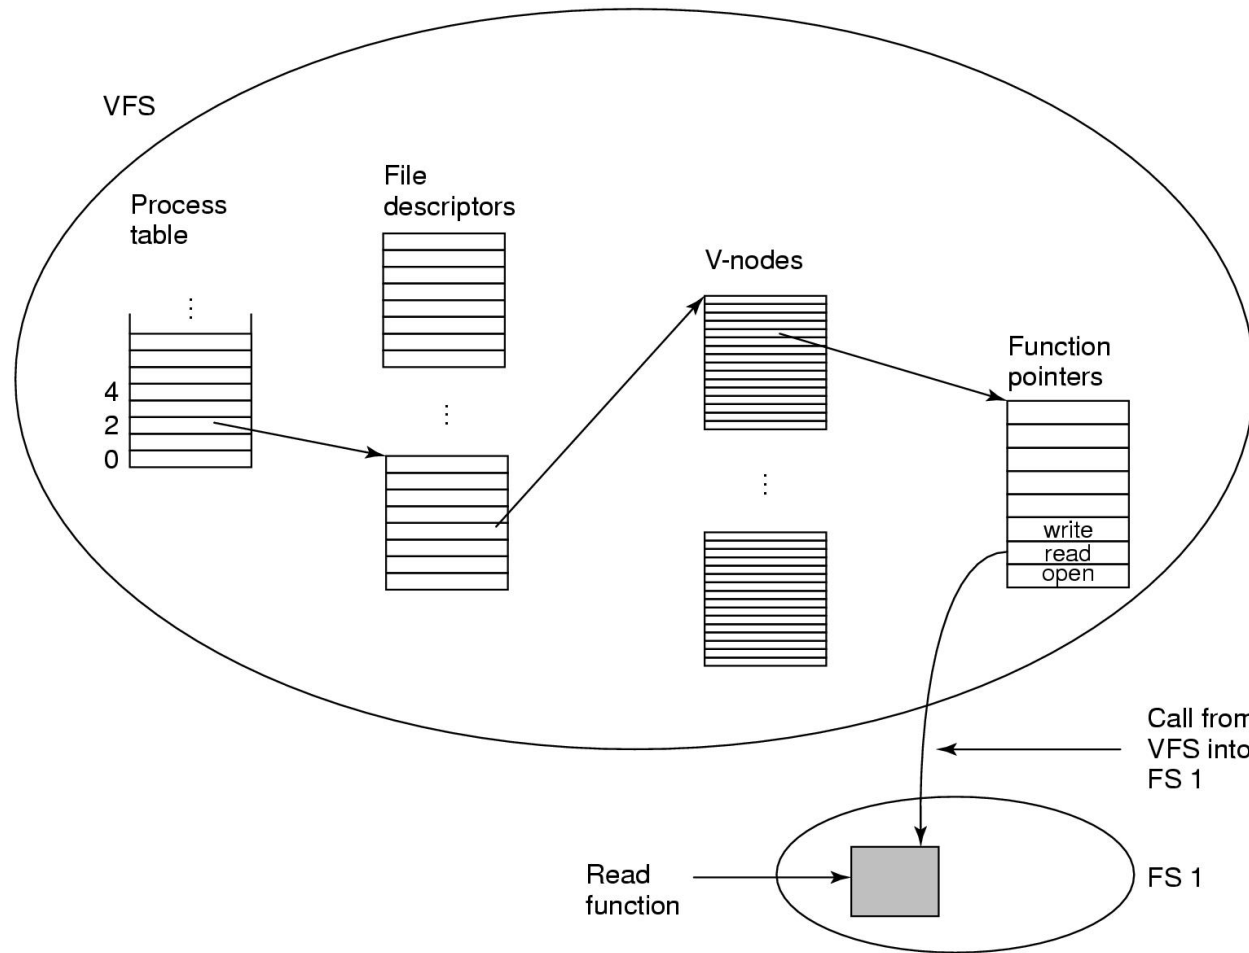 VFS
Process
table
File
descriptors
V-nodes
Function
pointers
⋮
⋮
⋮
4
2
0
write
read
open
Call from
VFS into
FS 1
Read
function
FS 1